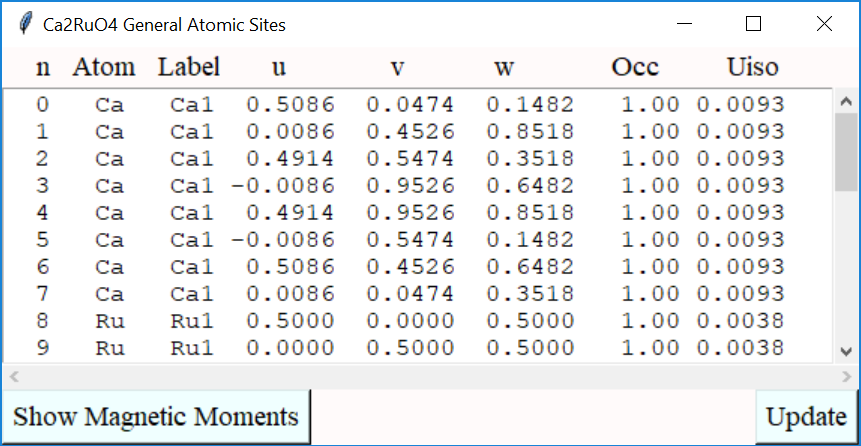 Ca2RuO4 General Atomic Sites
n Atom Label u v w Occ Uiso
0 Ca Ca1 0.5086 0.0474 0.1482 1.00 0.0093
1 Ca Ca1 0.0086 0.4526 0.8518 1.00 0.0093
2 Ca Ca1 0.4914 0.5474 0.3518 1.00 0.0093
3 Ca Ca1 -0.0086 0.9526 0.6482 1.00 0.0093
4 Ca Ca1 0.4914 0.9526 0.8518 1.00 0.0093
5 Ca Ca1 -0.0086 0.5474 0.1482 1.00 0.0093
6 Ca Ca1 0.5086 0.4526 0.6482 1.00 0.0093
7 Ca Ca1 0.0086 0.0474 0.3518 1.00 0.0093
8 Ru Ru1 0.5000 0.0000 0.5000 1.00 0.0038
9 Ru Ru1 0.0000 0.5000 0.5000 1.00 0.0038
Show Magnetic Moments Update